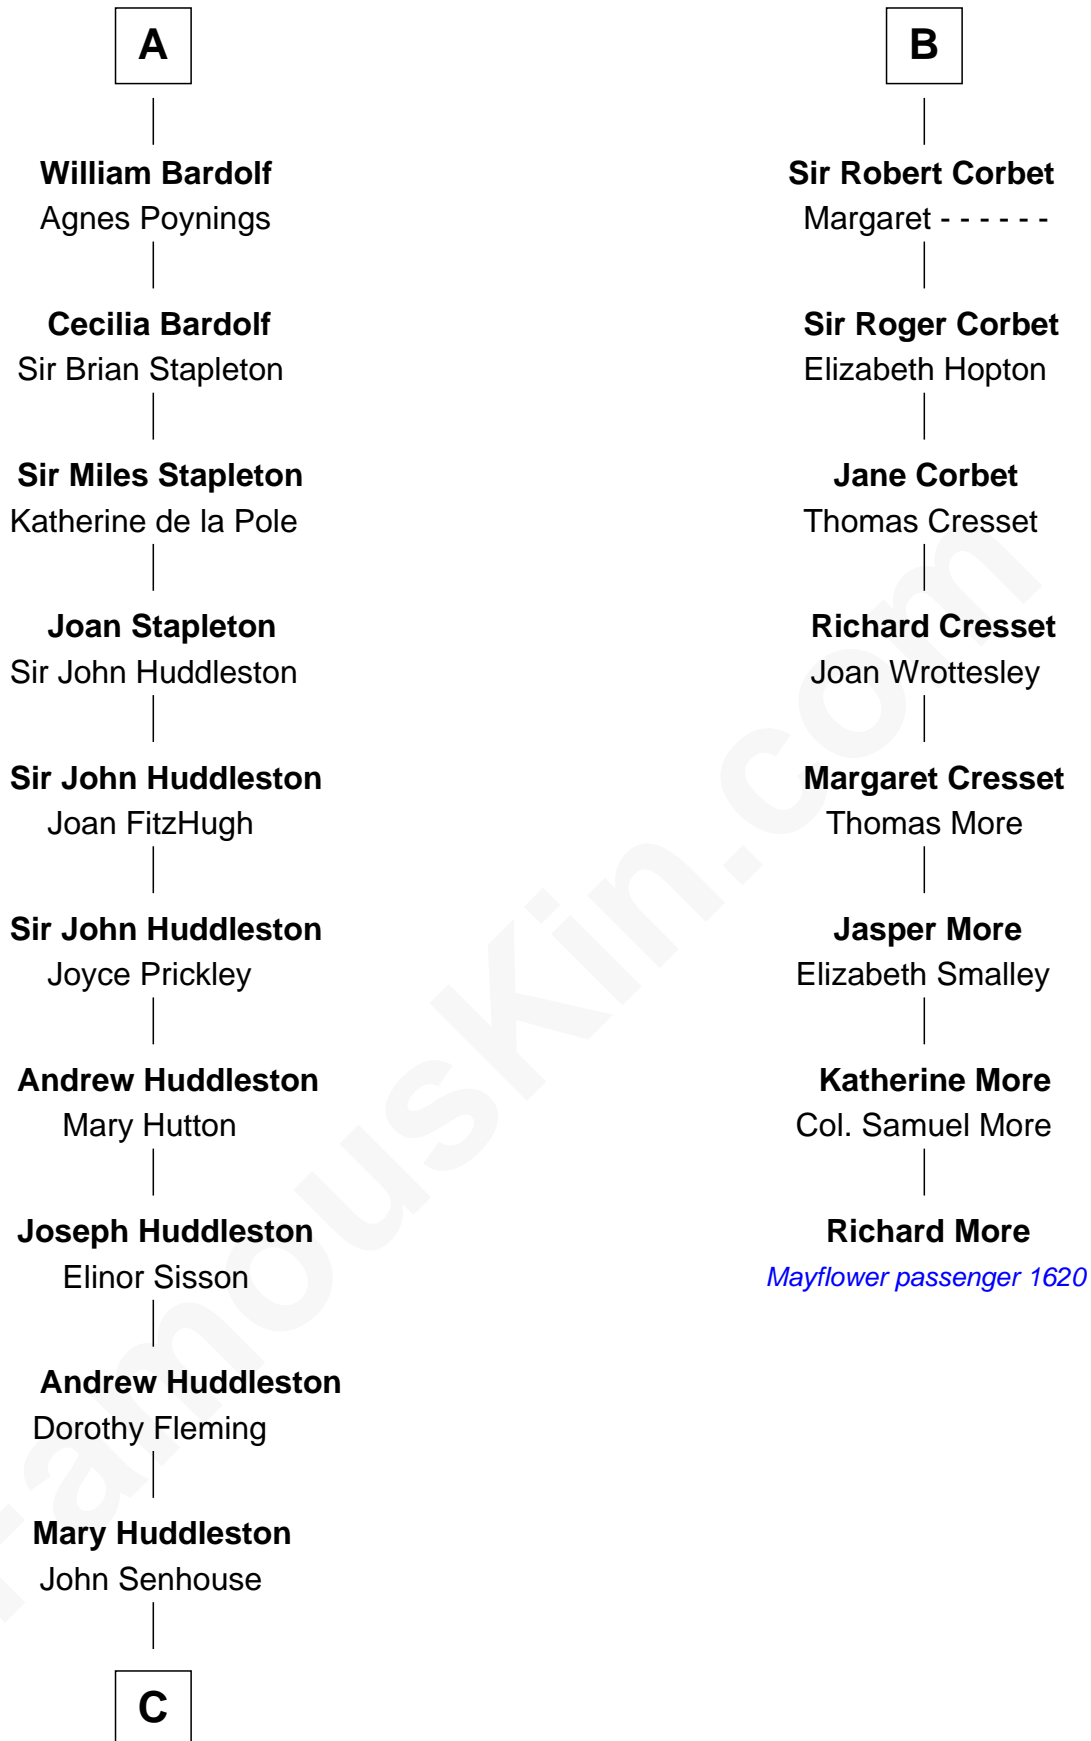 A
William Bardolf
Agnes Poynings
Cecilia Bardolf
Sir Brian Stapleton
Sir Miles Stapleton
Katherine de la Pole
Joan Stapleton
Sir John Huddleston
Sir John Huddleston
Joan FitzHugh
Sir John Huddleston
Joyce Prickley
Andrew Huddleston
Mary Hutton
Joseph Huddleston
Elinor Sisson
Andrew Huddleston
Dorothy Fleming
Mary Huddleston
John Senhouse
C
B
Sir Robert Corbet
Margaret - - - - - -
Sir Roger Corbet
Elizabeth Hopton
Jane Corbet
Thomas Cresset
Richard Cresset
Joan Wrottesley
Margaret Cresset
Thomas More
Jasper More
Elizabeth Smalley
Katherine More
Col. Samuel More
Richard More
Mayflower passenger 1620
FamousKin.com